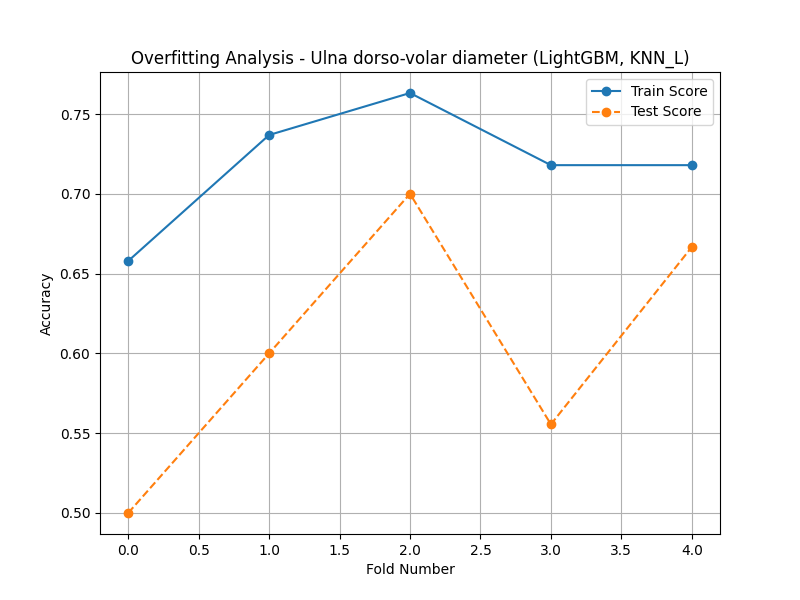 Overfitting Analysis - Ulna dorso-volar diameter (LightGBM, KNN_L)
Train Score
Test Score
Accuracy
0.75
0.70
0.65
0.60
0.55
0.50
0.0 0.5 1.0 1.5 2.0 2.5 3.0 3.5 4.0
Fold Number